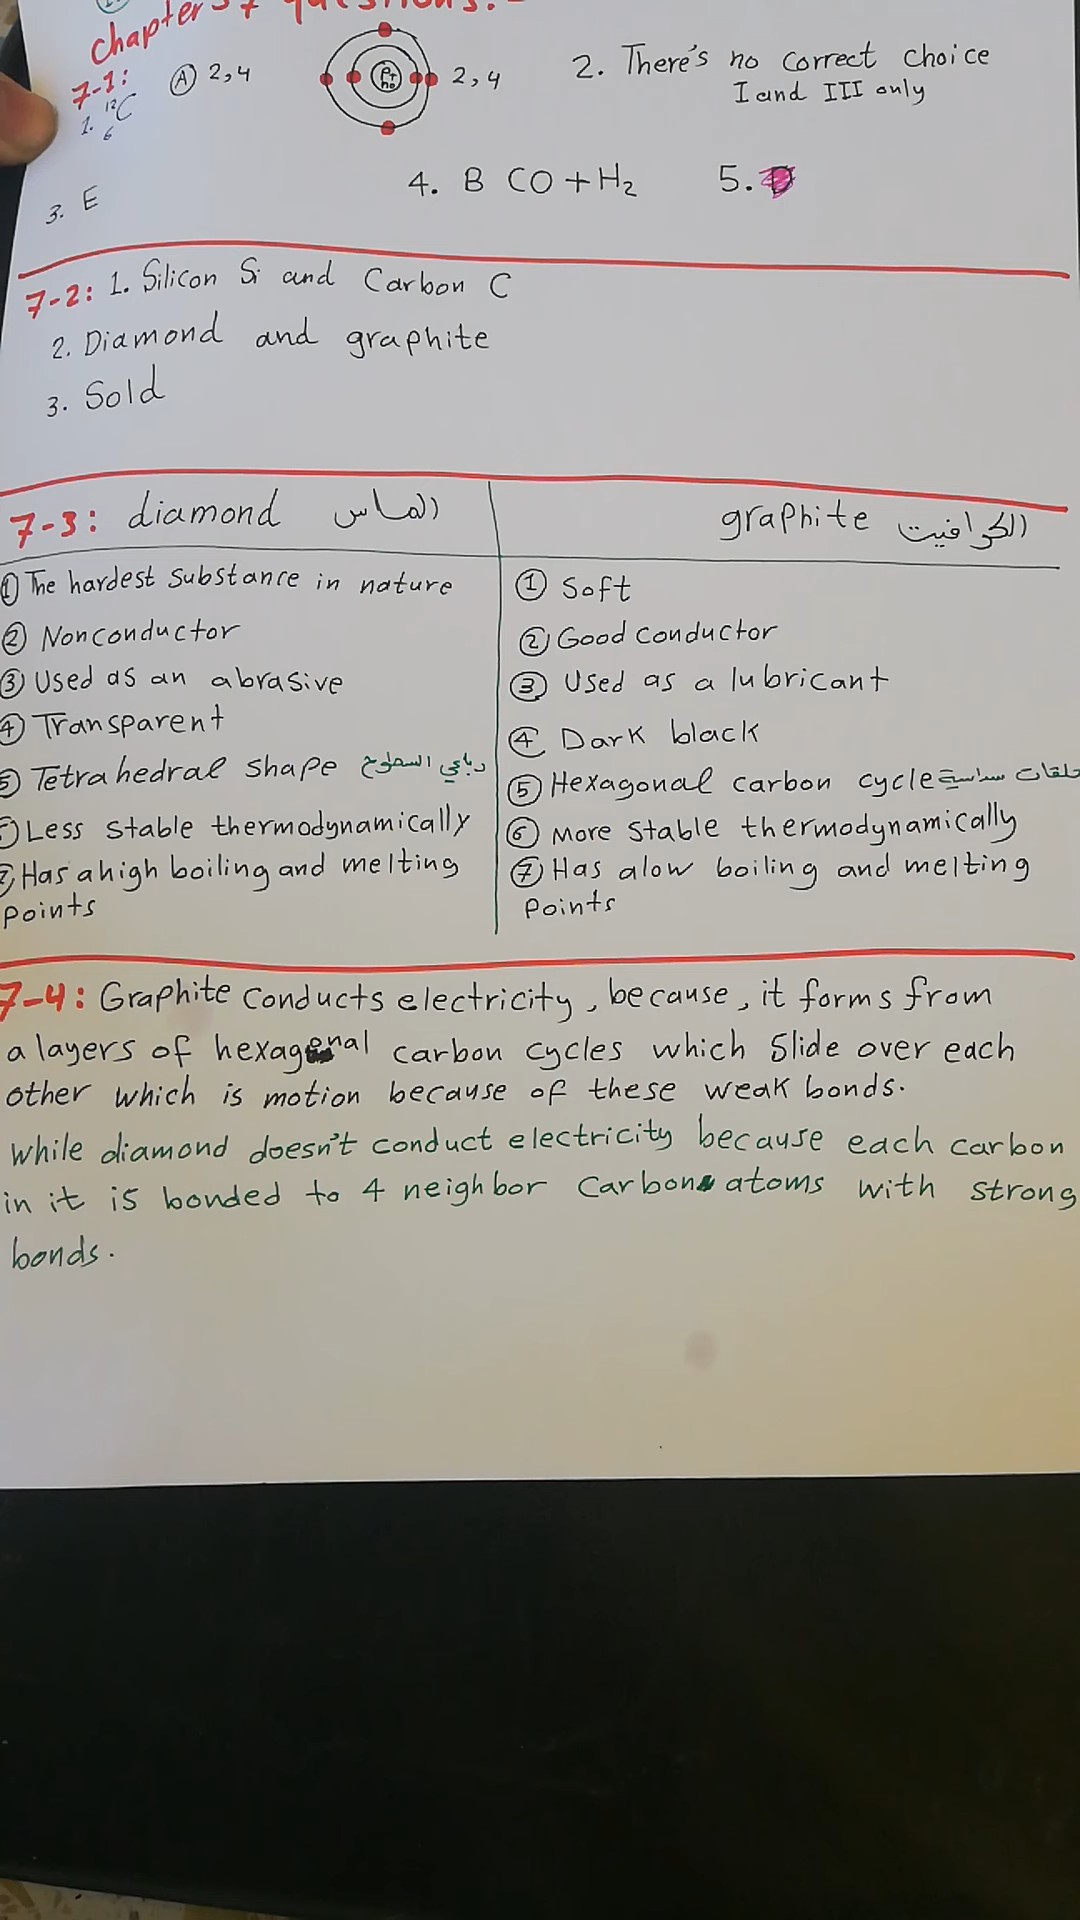 Chapter 7 questions:
7-1:
1. ¹²₆C
Ⓐ 2,4
P+
n0
2,4
2. There's no correct choice
I and III only
3. E
4. B CO + H₂
5.
7-2: 1. Silicon Si and Carbon C
2. Diamond and graphite
3. Sold
7-3: diamond الماس
graphite الكرافيت
① The hardest substance in nature
② Nonconductor
③ Used as an abrasive
④ Transparent
⑤ Tetrahedral shape رباعي السطوح
Less stable thermodynamically
⑦ Has a high boiling and melting
points
① Soft
② Good conductor
③ Used as a lubricant
④ Dark black
⑤ Hexagonal carbon cycle حلقات سداسية
⑥ More stable thermodynamically
⑦ Has a low boiling and melting
points
7-4: Graphite conducts electricity, because, it forms from
a layers of hexagonal carbon cycles which slide over each
other which is motion because of these weak bonds.
While diamond doesn't conduct electricity because each carbon
in it is bonded to 4 neighbor carbon atoms with strong
bonds.